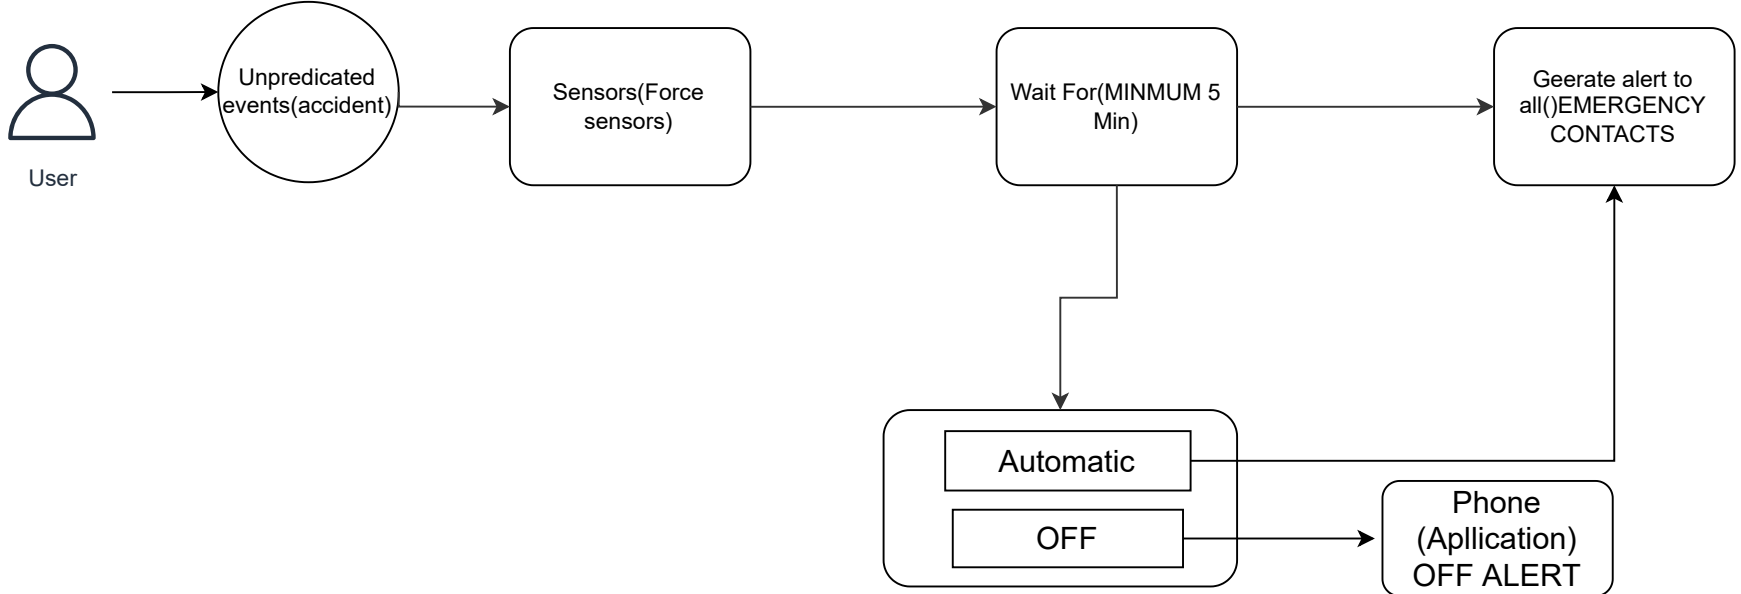 User
Unpredicated
events(accident)
Sensors(Force
sensors)
Wait For(MINMUM 5
Min)
Geerate alert to
all()EMERGENCY
CONTACTS
Automatic
OFF
Phone
(Apllication)
OFF ALERT